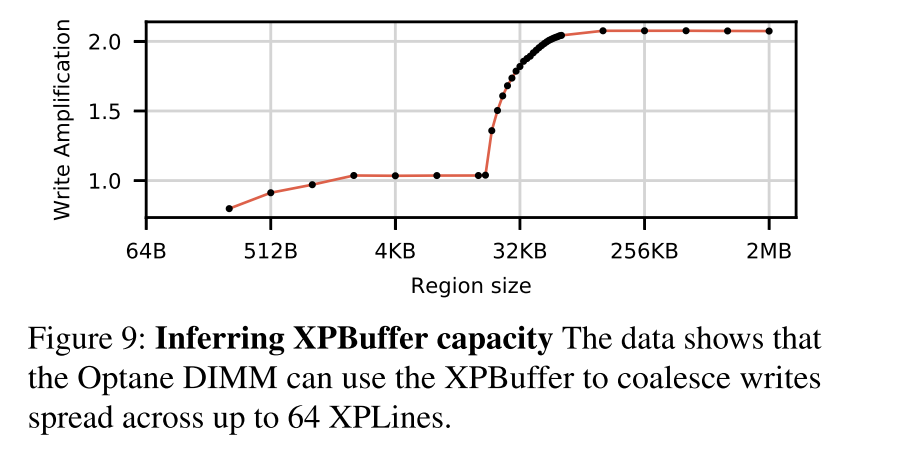 Write Amplification
2.0
1.5
1.0
64B 512B 4KB 32KB 256KB 2MB
Region size
Figure 9: Inferring XPBuffer capacity The data shows that
the Optane DIMM can use the XPBuffer to coalesce writes
spread across up to 64 XPLines.